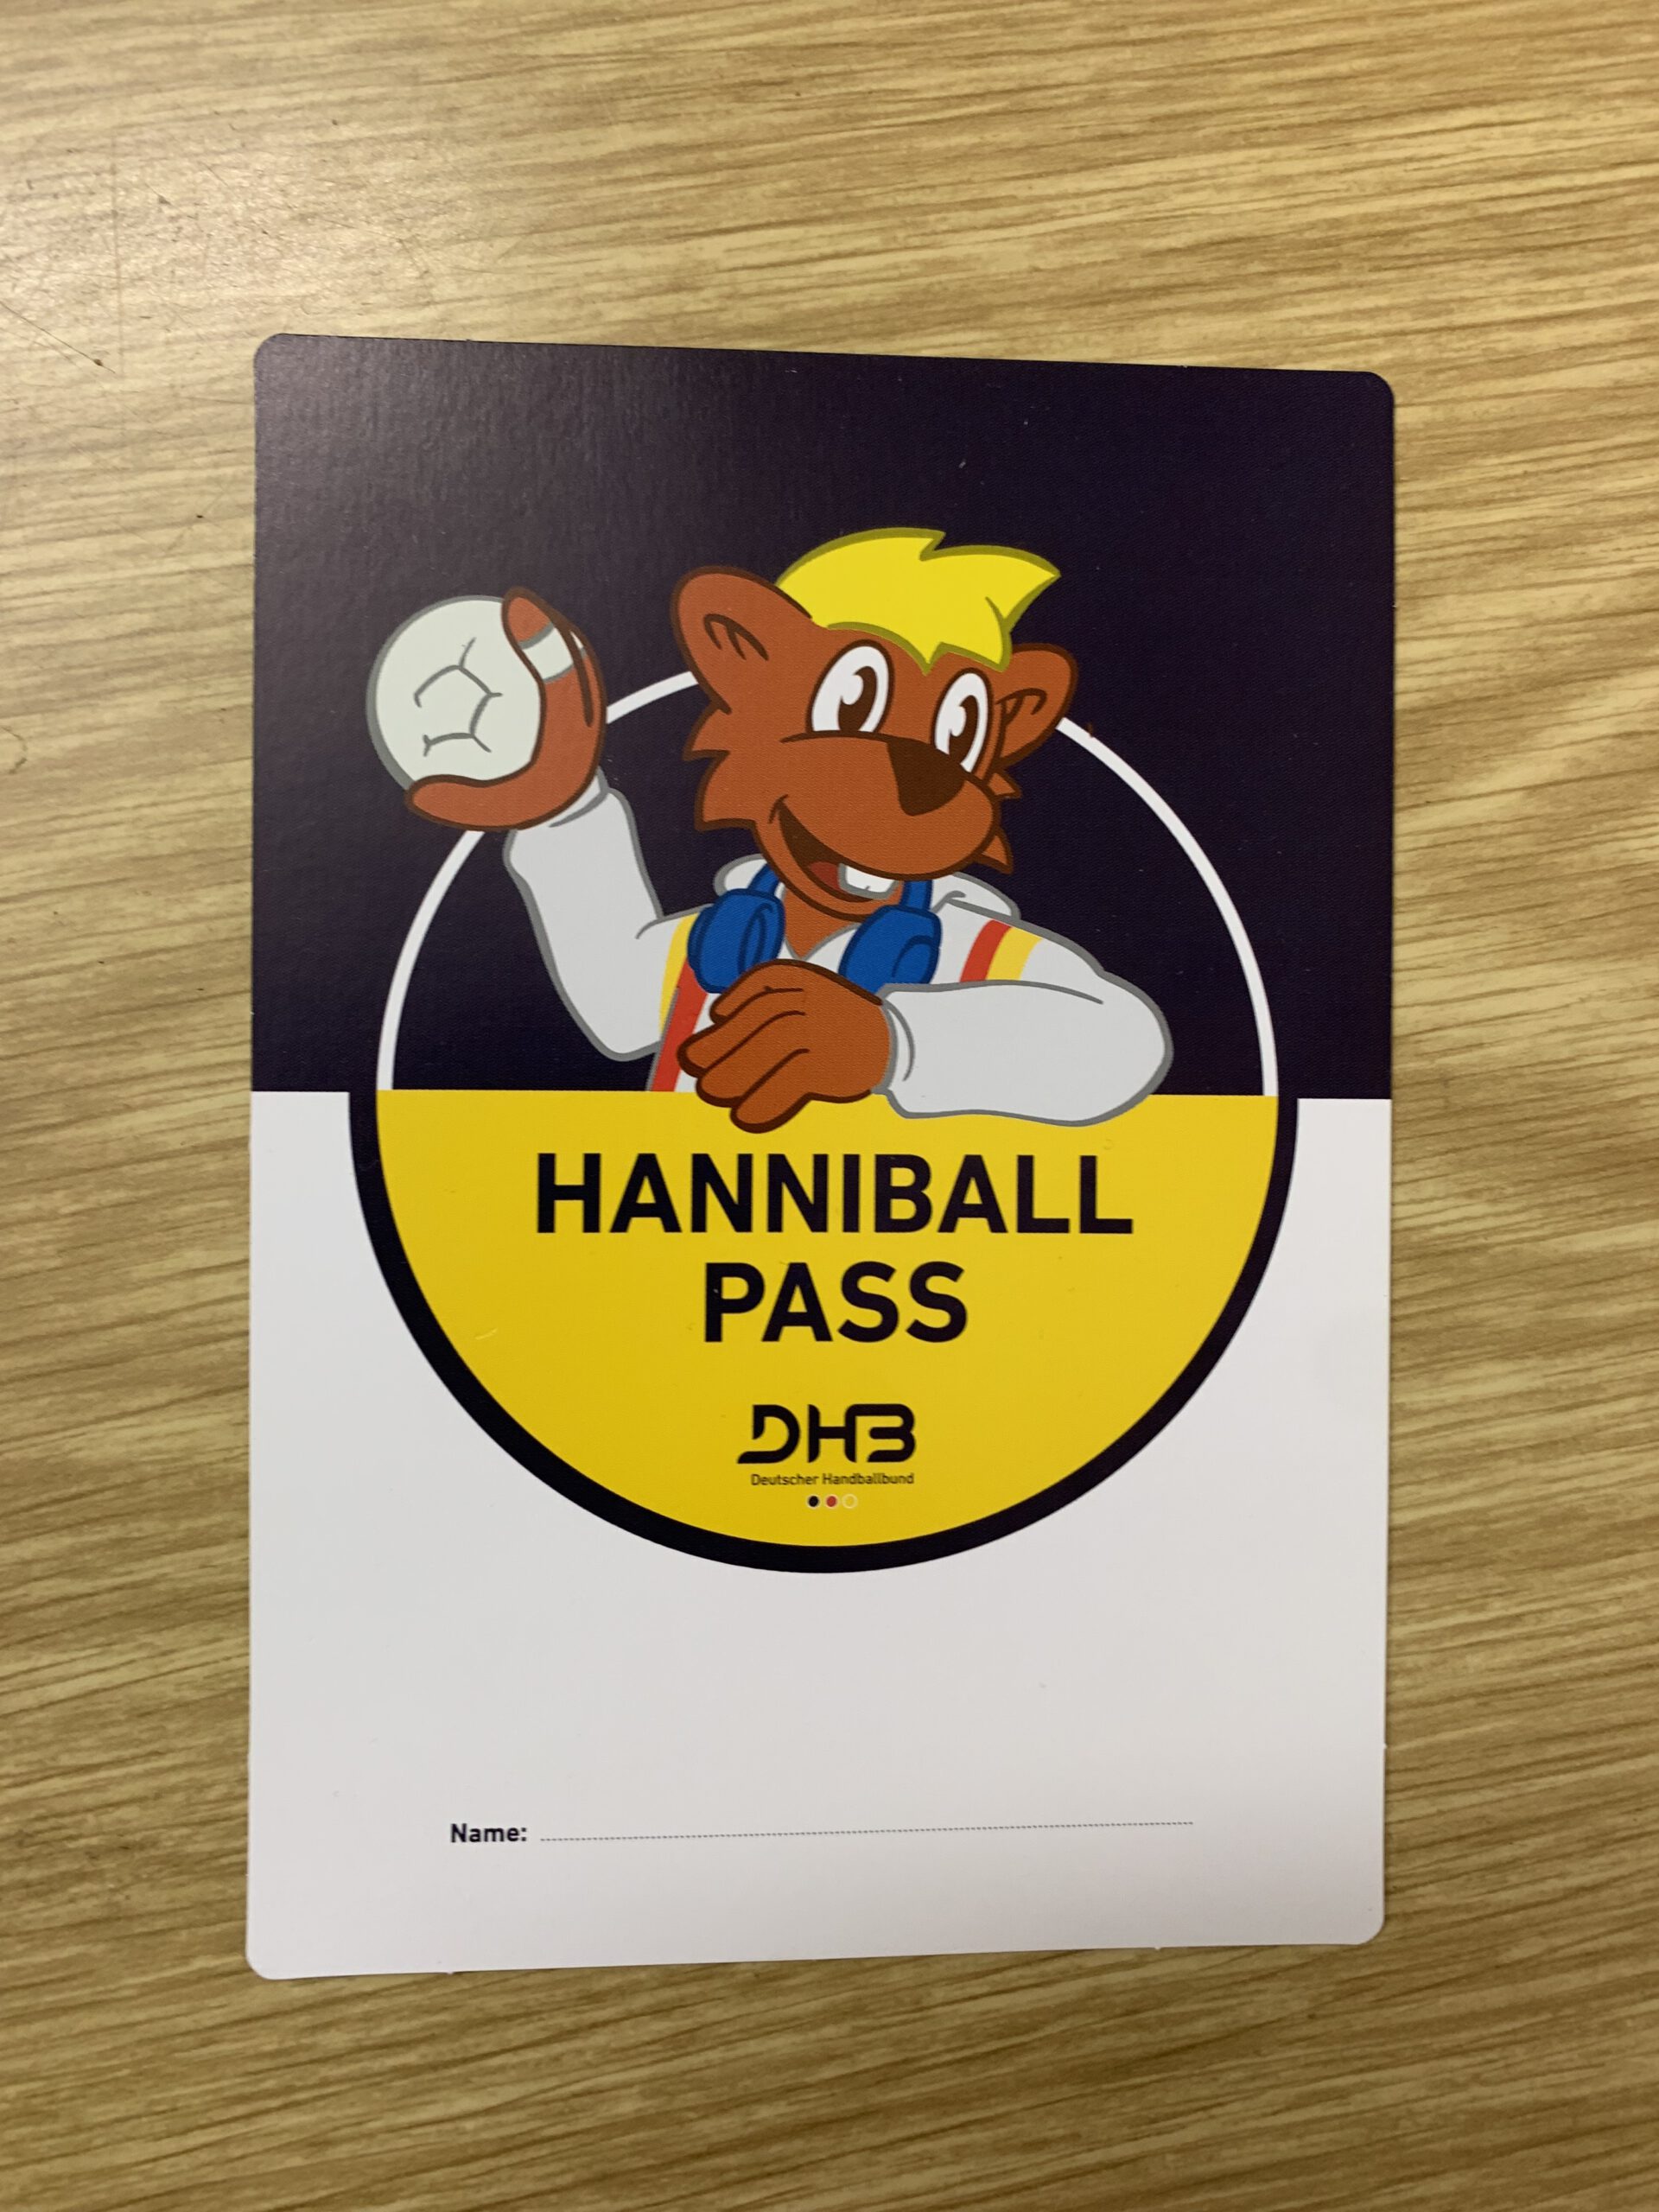 HANNIBALL
PASS
DHB
Deutscher Handballbund
Name: